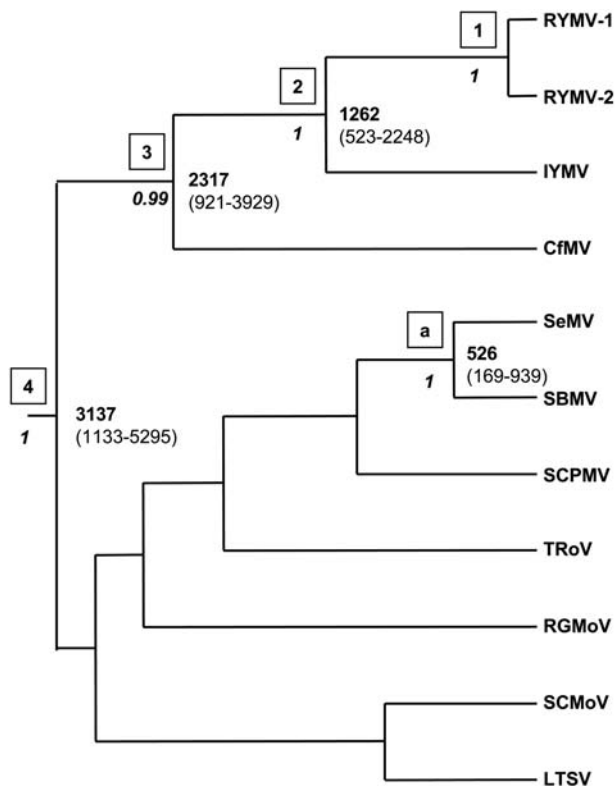 RYMV-1
1
1
RYMV-2
2
1262
(523-2248)
1
IYMV
3
2317
(921-3929)
0.99
CfMV
SeMV
a
526
(169-939)
1
SBMV
4
3137
(1133-5295)
1
SCPMV
TRoV
RGMoV
SCMoV
LTSV